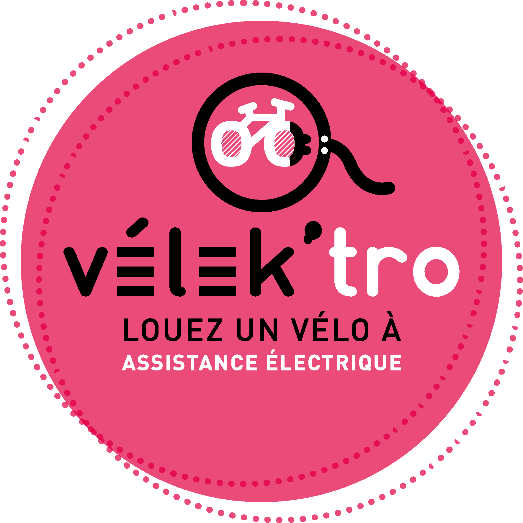 vélek'tro
LOUEZ UN VÉLO À
ASSISTANCE ÉLECTRIQUE